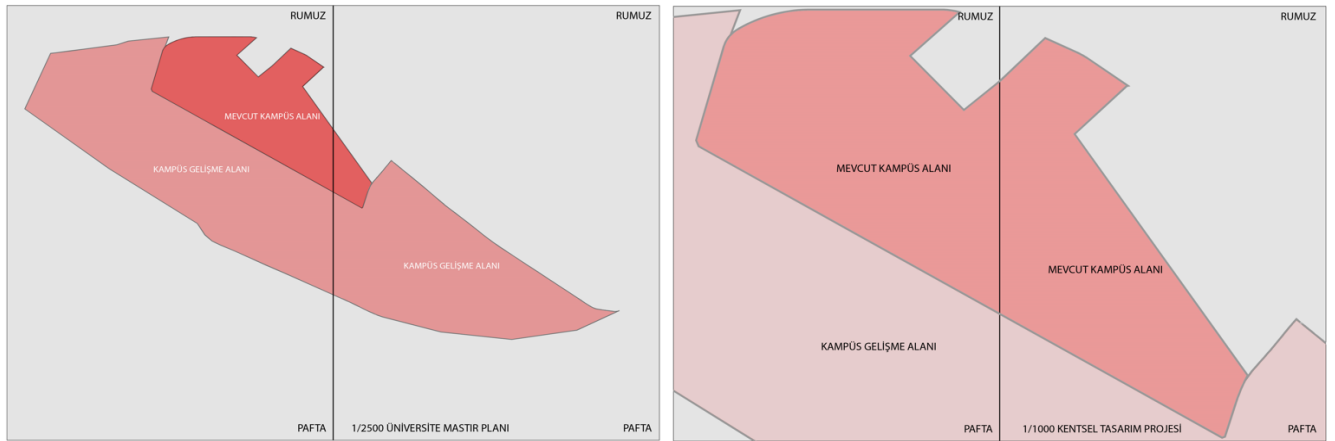 RUMUZ
RUMUZ
MEVCUT KAMPÜS ALANI
KAMPÜS GELİŞME ALANI
KAMPÜS GELİŞME ALANI
PAFTA
1/2500 ÜNİVERSİTE MASTIR PLANI
PAFTA
RUMUZ
RUMUZ
MEVCUT KAMPÜS ALANI
MEVCUT KAMPÜS ALANI
KAMPÜS GELİŞME ALANI
PAFTA
1/1000 KENTSEL TASARIM PROJESİ
PAFTA